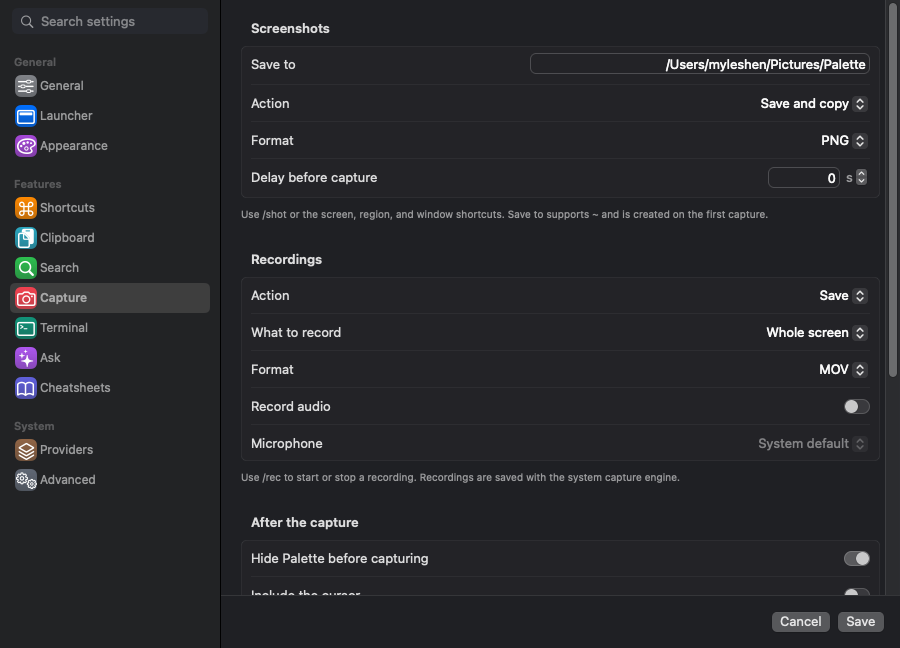 Search settings
General
General
Launcher
Appearance
Features
Shortcuts
Clipboard
Search
Capture
Terminal
Ask
Cheatsheets
System
Providers
Advanced
Screenshots
Save to /Users/myleshen/Pictures/Palette
Action Save and copy
Format PNG
Delay before capture 0 s
Use /shot or the screen, region, and window shortcuts. Save to supports ~ and is created on the first capture.
Recordings
Action Save
What to record Whole screen
Format MOV
Record audio
Microphone System default
Use /rec to start or stop a recording. Recordings are saved with the system capture engine.
After the capture
Hide Palette before capturing
Include the cursor
Cancel Save